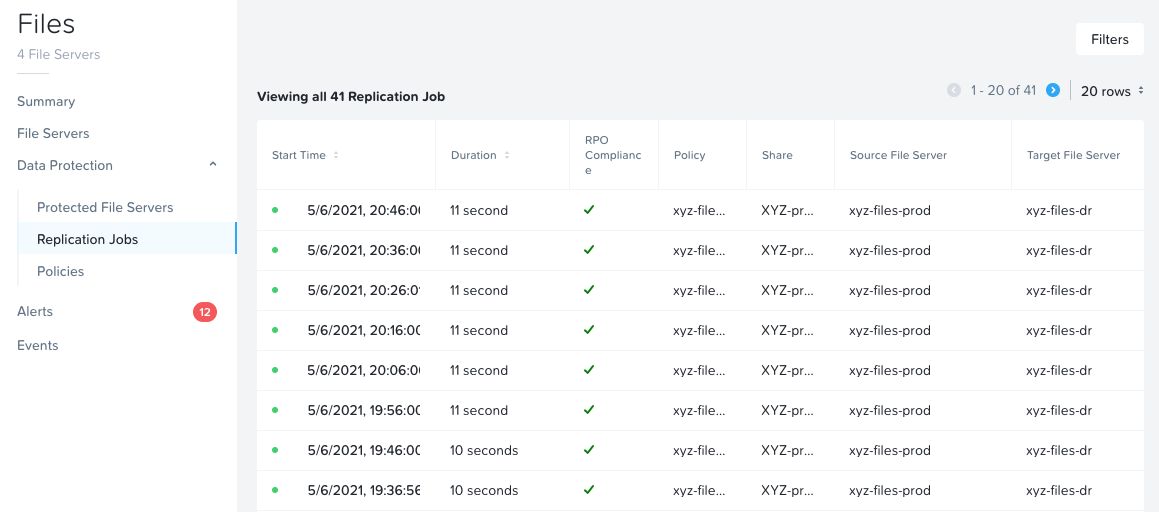 Files
4 File Servers
Summary
File Servers
Data Protection
Protected File Servers
Replication Jobs
Policies
Alerts 12
Events
Filters
Viewing all 41 Replication Job
1 - 20 of 41 20 rows
Start Time Duration RPO Complianc e Policy Share Source File Server Target File Server
5/6/2021, 20:46:0 11 second xyz-file... XYZ-pr... xyz-files-prod xyz-files-dr
5/6/2021, 20:36:0 11 second xyz-file... XYZ-pr... xyz-files-prod xyz-files-dr
5/6/2021, 20:26:0 11 second xyz-file... XYZ-pr... xyz-files-prod xyz-files-dr
5/6/2021, 20:16:00 11 second xyz-file... XYZ-pr... xyz-files-prod xyz-files-dr
5/6/2021, 20:06:0 11 second xyz-file... XYZ-pr... xyz-files-prod xyz-files-dr
5/6/2021, 19:56:00 11 second xyz-file... XYZ-pr... xyz-files-prod xyz-files-dr
5/6/2021, 19:46:00 10 seconds xyz-file... XYZ-pr... xyz-files-prod xyz-files-dr
5/6/2021, 19:36:56 10 seconds xyz-file... XYZ-pr... xyz-files-prod xyz-files-dr